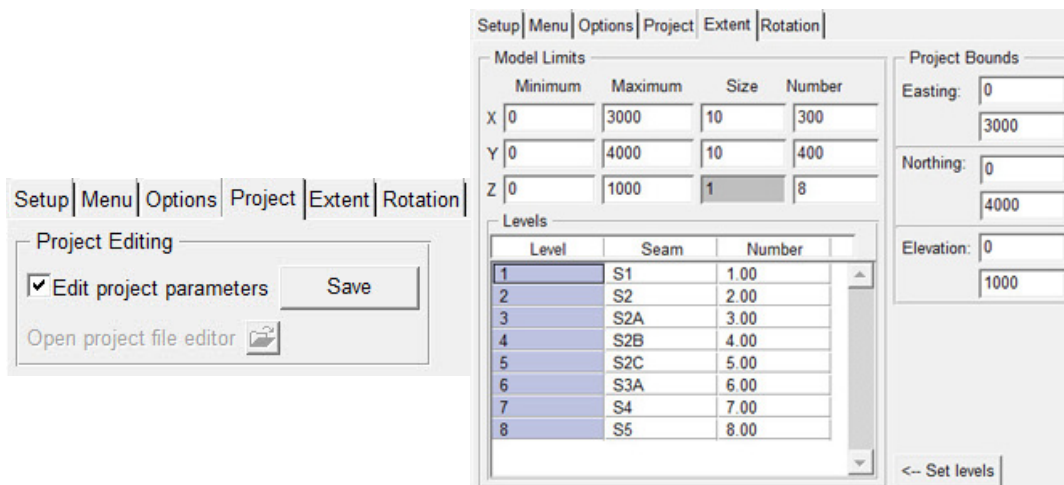 Setup Menu Options Project Extent Rotation
Project Editing
Edit project parameters Save
Open project file editor
Setup Menu Options Project Extent Rotation
Model Limits
Minimum Maximum Size Number
X 0 3000 10 300
Y 0 4000 10 400
Z 0 1000 1 8
Levels
Level Seam Number
1 S1 1.00
2 S2 2.00
3 S2A 3.00
4 S2B 4.00
5 S2C 5.00
6 S3A 6.00
7 S4 7.00
8 S5 8.00
Project Bounds
Easting: 0
3000
Northing: 0
4000
Elevation: 0
1000
<-- Set levels